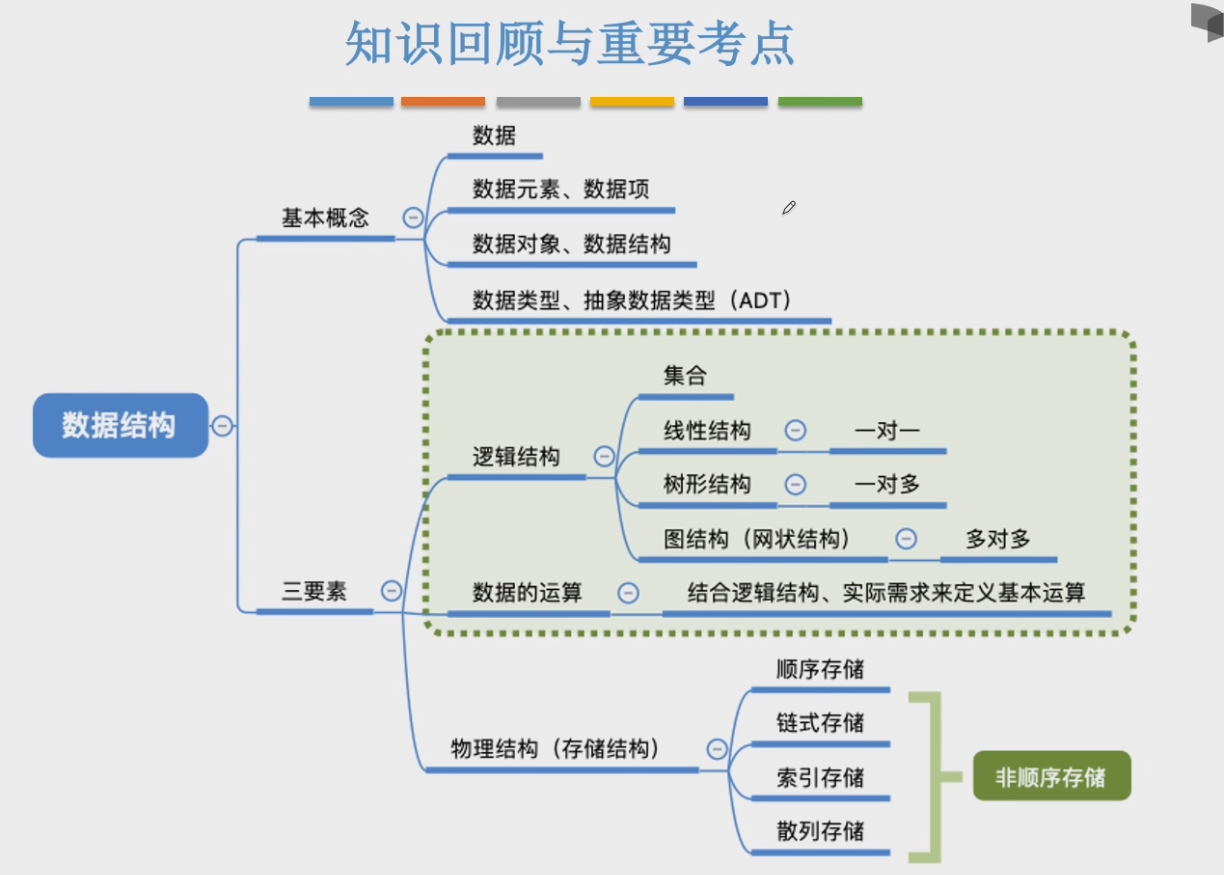 知识回顾与重要考点
数据
数据元素、数据项
基本概念
数据对象、数据结构
数据类型、抽象数据类型（ADT）
集合
线性结构 一对一
数据结构
逻辑结构
树形结构 一对多
图结构（网状结构） 多对多
三要素
数据的运算 结合逻辑结构、实际需求来定义基本运算
顺序存储
链式存储
物理结构（存储结构）
索引存储
非顺序存储
散列存储